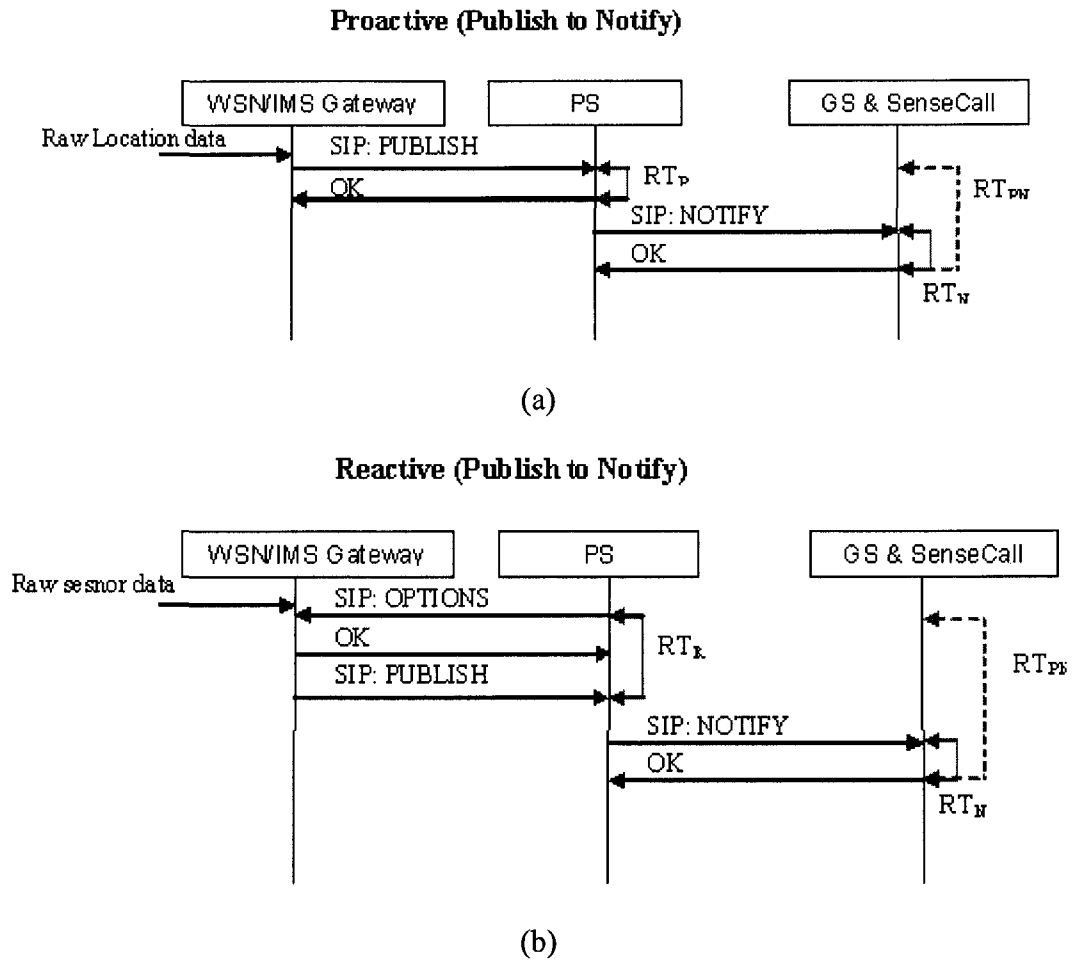 Proactive (Publish to Notify)
WSN/IMS Gateway
PS
GS & SenseCall
Raw Location data
SIP: PUBLISH
RTP
OK
RTPN
SIP: NOTIFY
OK
RTN
(a)
Reactive (Publish to Notify)
WSN/IMS Gateway
PS
GS & SenseCall
Raw sesnor data
SIP: OPTIONS
OK
RTR
SIP: PUBLISH
RTPN
SIP: NOTIFY
OK
RTN
(b)